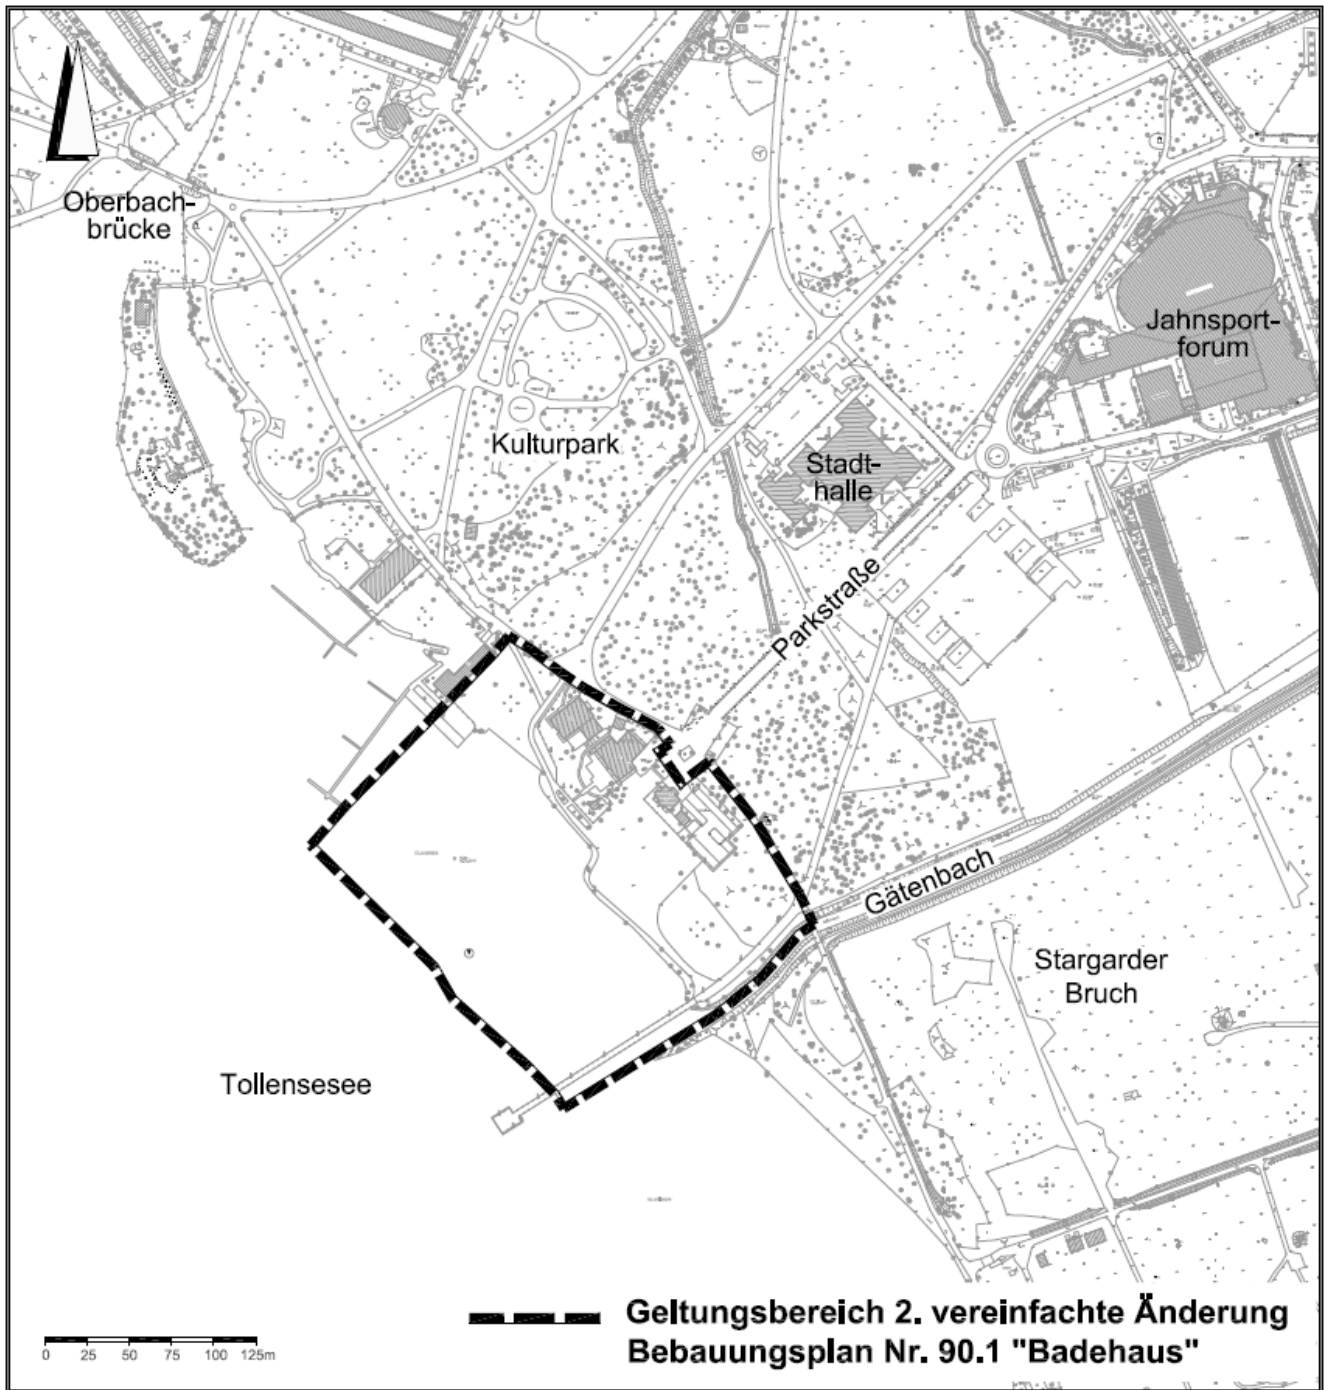 Oberbach-
brücke
Jahnsport-
forum
Kulturpark
Stadt-
halle
Parkstraße
Gätenbach
Stargarder
Bruch
Tollensesee
Geltungsbereich 2. vereinfachte Änderung
Bebauungsplan Nr. 90.1 "Badehaus"
0 25 50 75 100 125m